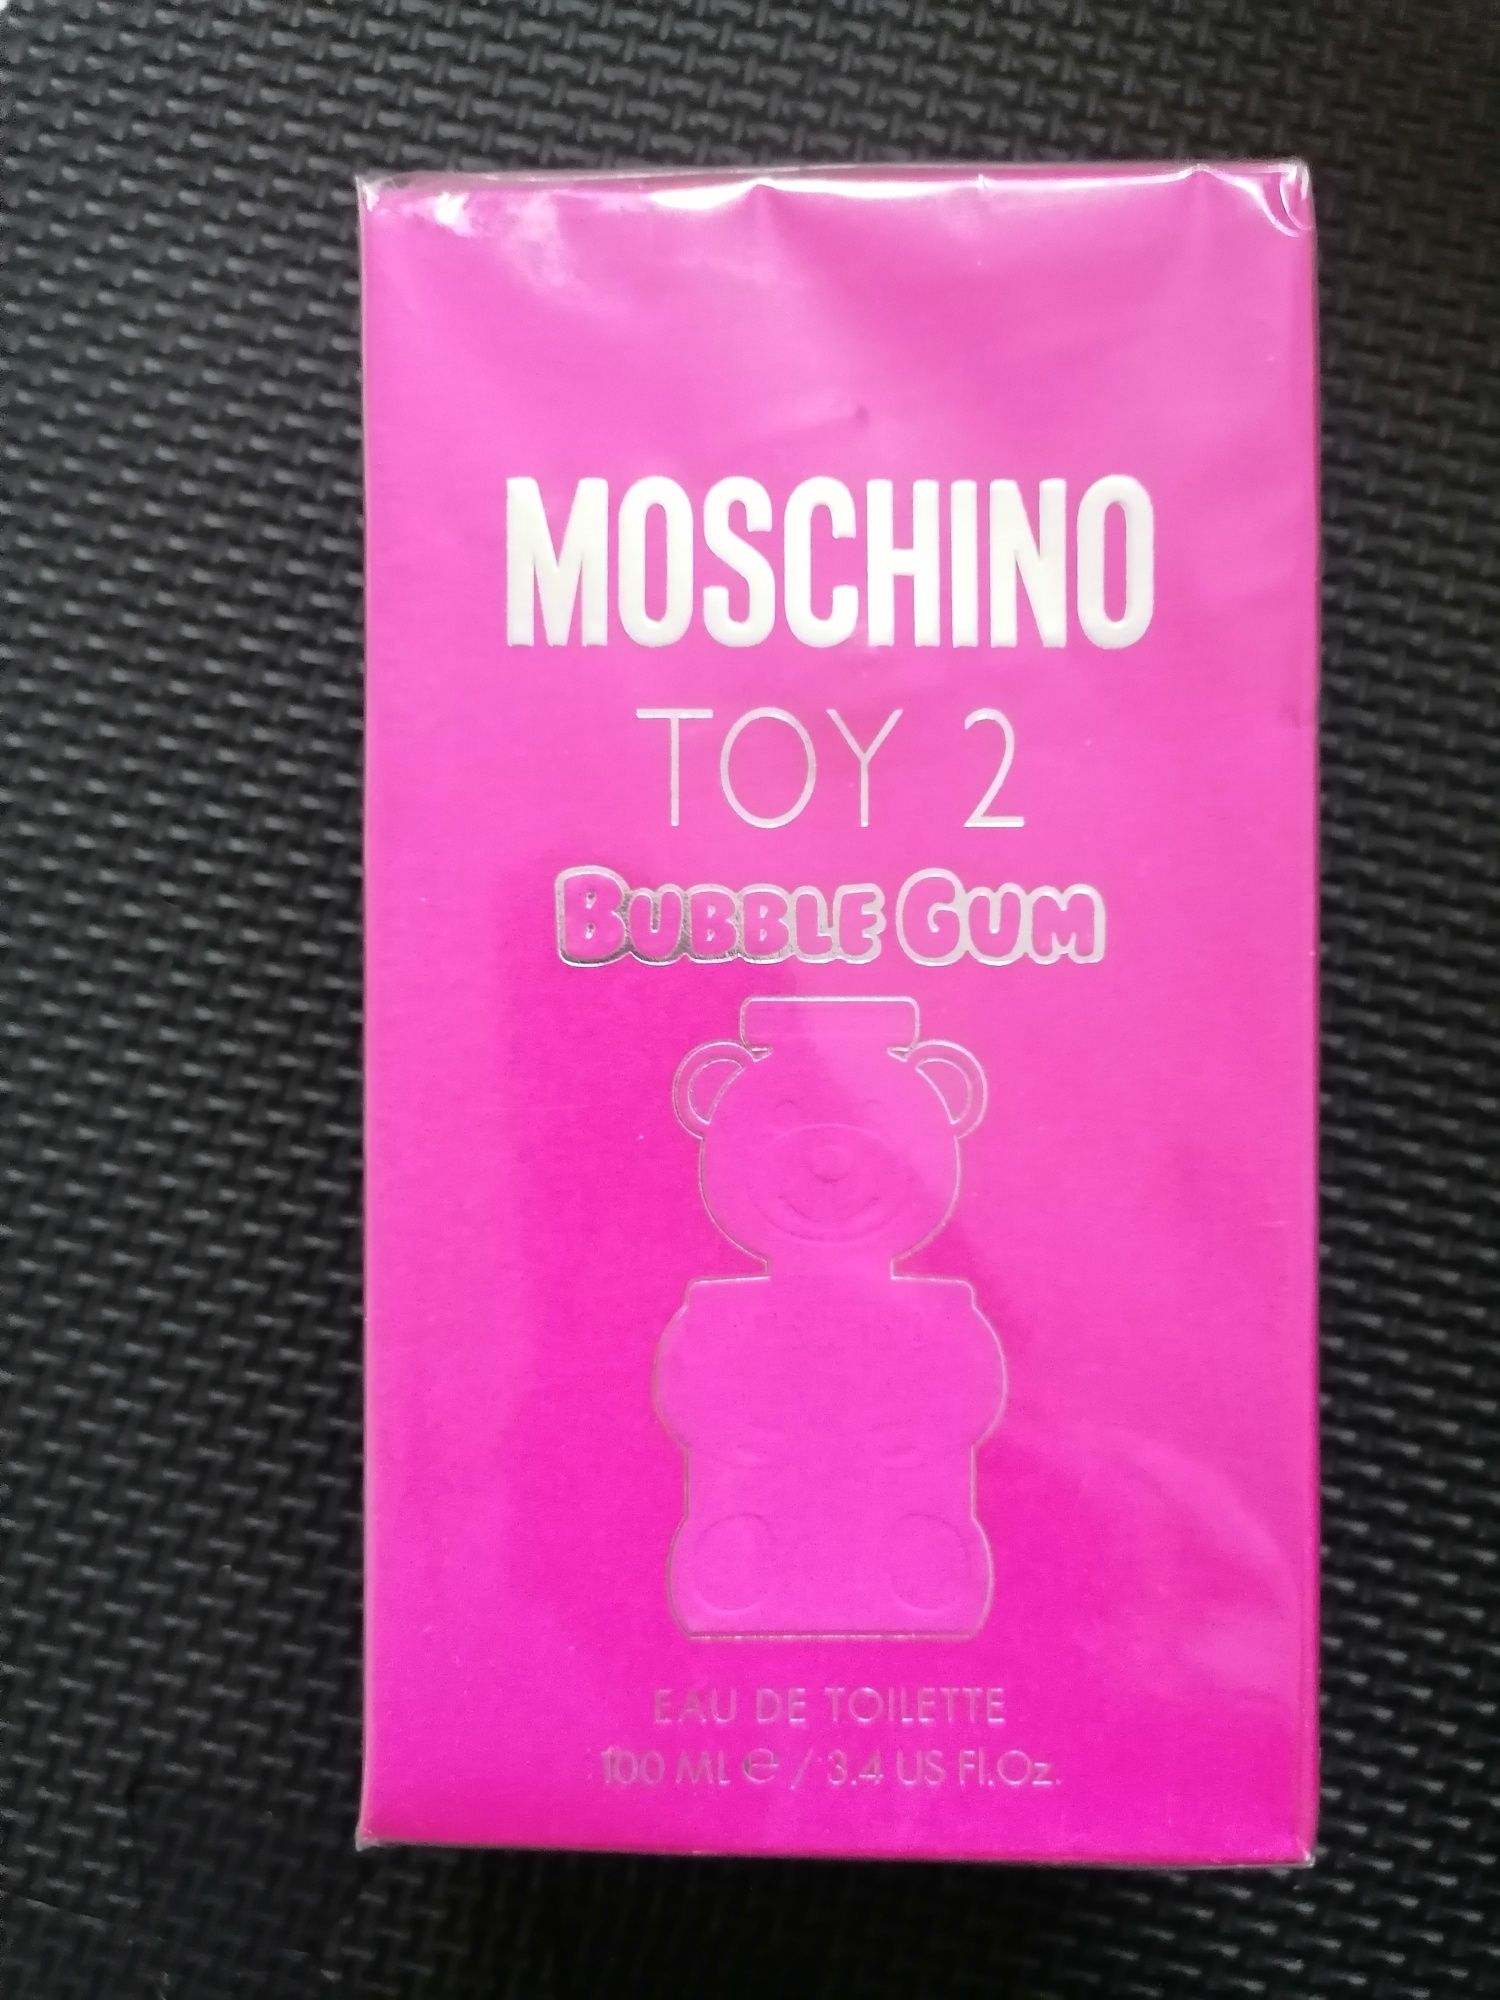 MOSCHINO
TOY 2
BUBBLE GUM
EAU DE TOILETTE
100 ML ℮ / 3.4 US Fl.Oz.